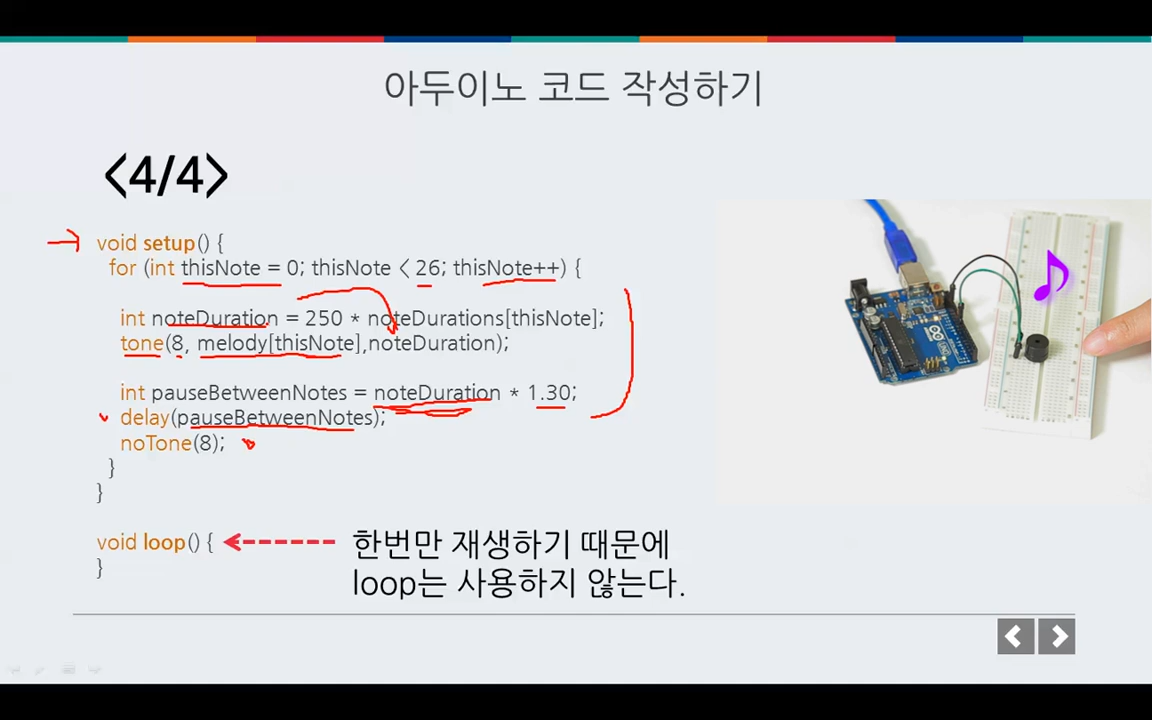 아두이노 코드 작성하기
<4/4>
void setup() {
for (int thisNote = 0; thisNote < 26; thisNote++) {
int noteDuration = 250 * noteDurations[thisNote];
tone(8, melody[thisNote],noteDuration);
int pauseBetweenNotes = noteDuration * 1.30;
delay(pauseBetweenNotes);
noTone(8);
}
}
void loop() {
}
한번만 재생하기 때문에
loop는 사용하지 않는다.